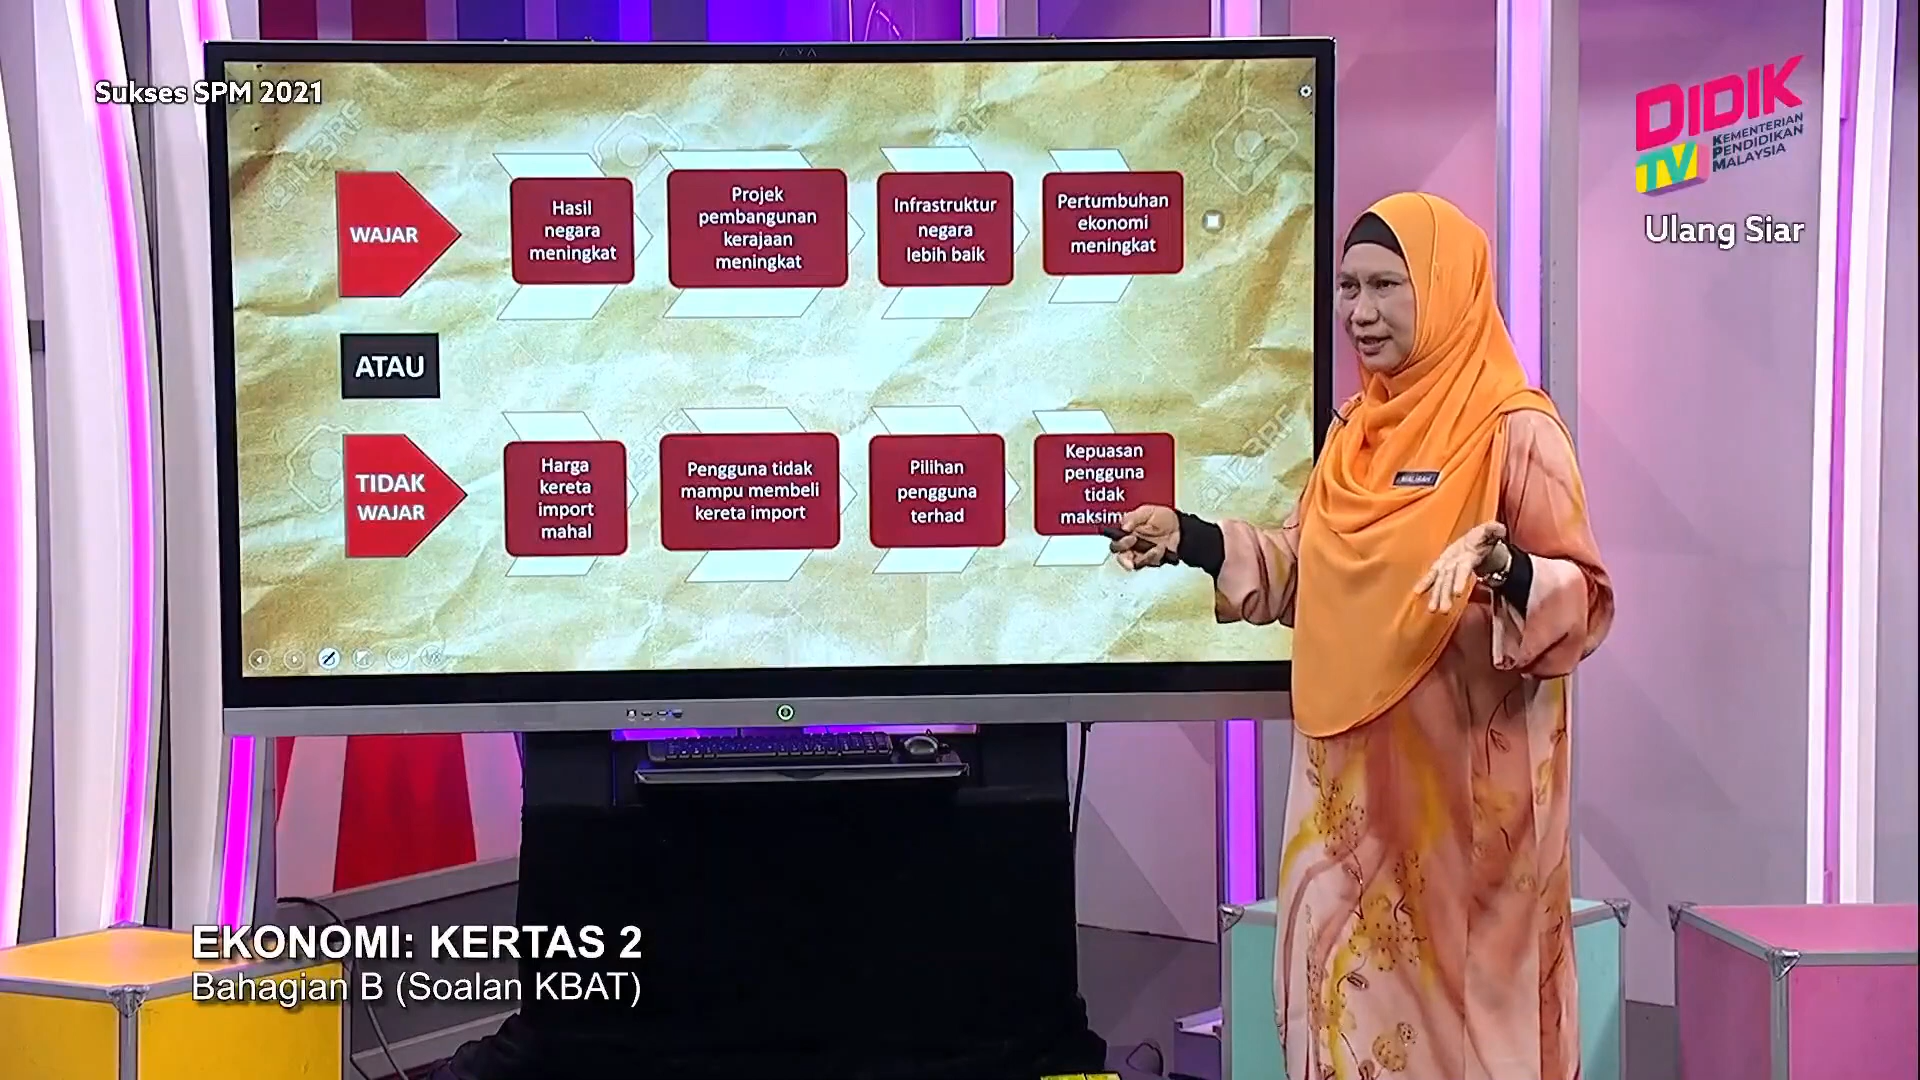 Sukses SPM 2021
DIDIK
TV
KEMENTERIAN
PENDIDIKAN
MALAYSIA
Ulang Siar
WAJAR
Hasil
negara
meningkat
Projek
pembangunan
kerajaan
meningkat
Infrastruktur
negara
lebih baik
Pertumbuhan
ekonomi
meningkat
ATAU
TIDAK
WAJAR
Harga
kereta
import
mahal
Pengguna tidak
mampu membeli
kereta import
Pilihan
pengguna
terhad
Kepuasan
pengguna
tidak
EKONOMI: KERTAS 2
Bahagian B (Soalan KBAT)